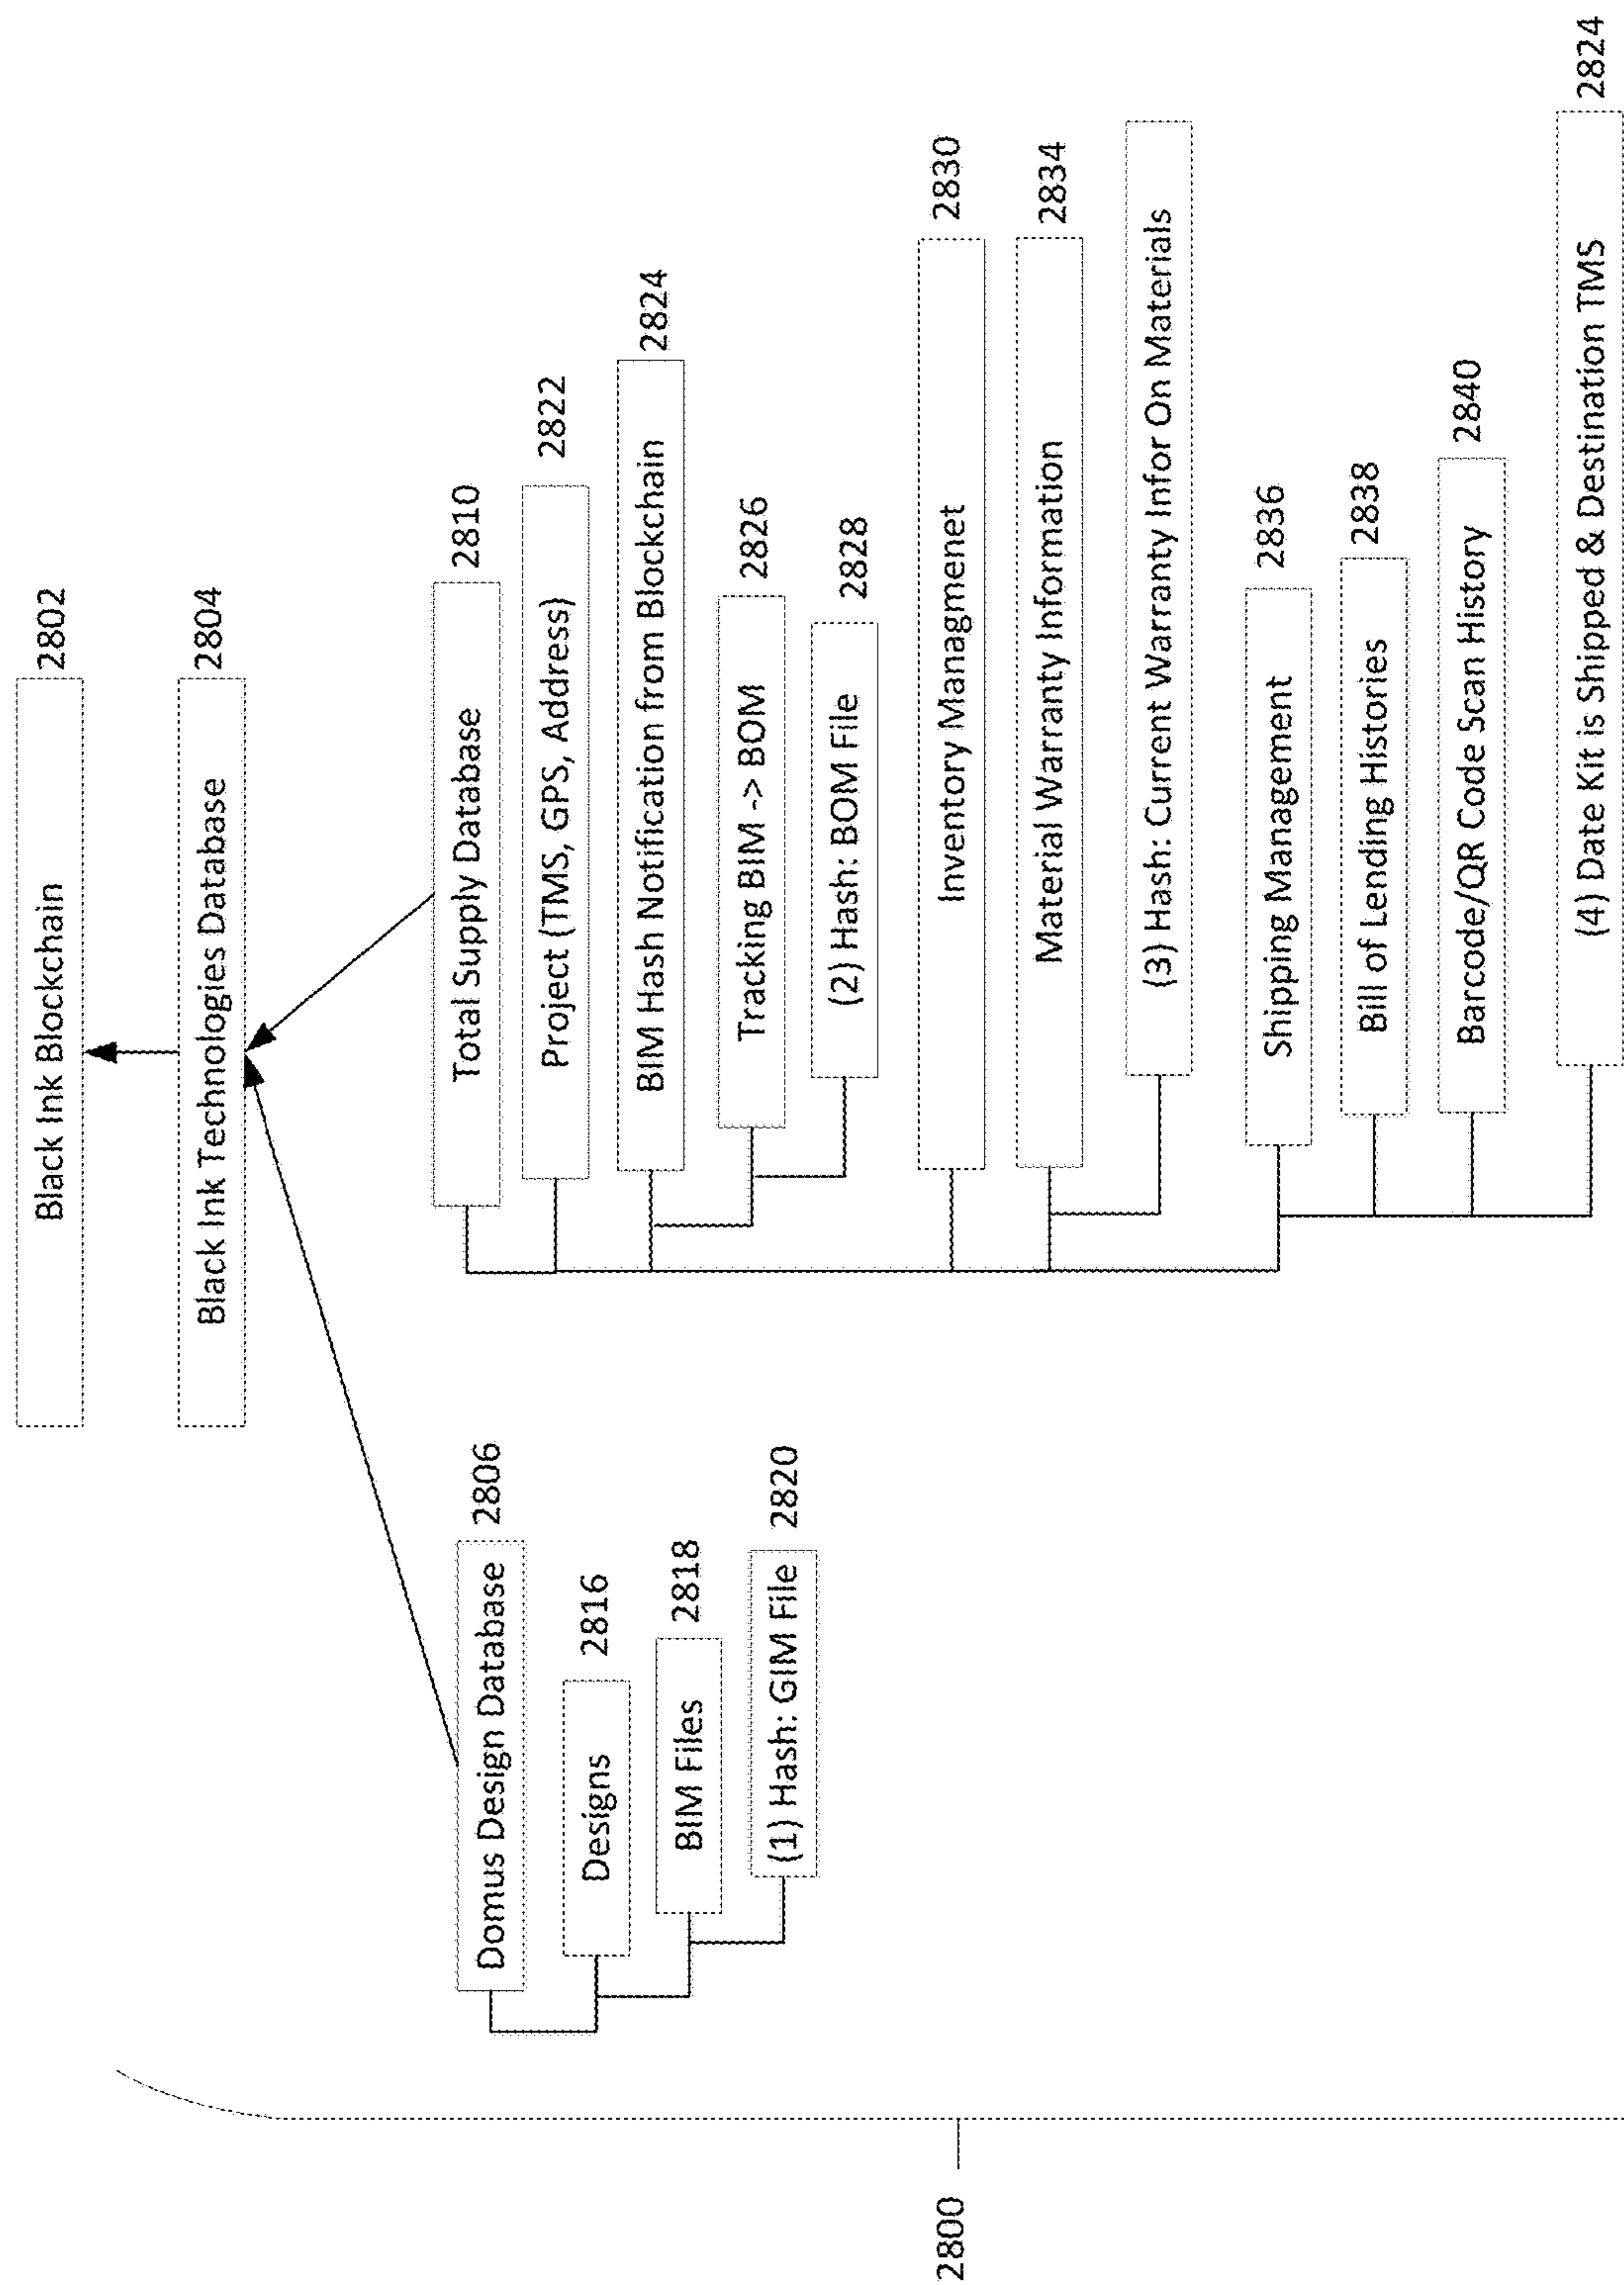 Black Ink Blockchain 2802
Black Ink Technologies Database 2804
Domus Design Database 2806
Designs 2816
BIM Files 2818
(1) Hash: GIM File 2820
Total Supply Database 2810
Project (TMS, GPS, Address) 2822
BIM Hash Notification from Blockchain 2824
Tracking BIM -> BOM 2826
(2) Hash: BOM File 2828
Inventory Managmenet 2830
Material Warranty Information 2834
(3) Hash: Current Warranty Infor On Materials
Shipping Management 2836
Bill of Lending Histories 2838
Barcode/QR Code Scan History 2840
(4) Date Kit is Shipped & Destination TMS 2824
2800